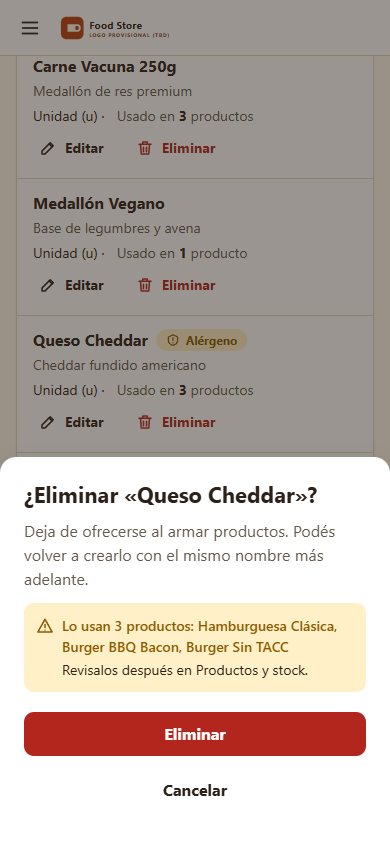 Food Store
LOGO PROVISIONAL (TBD)
Carne Vacuna 250g
Medallón de res premium
Unidad (u) · Usado en 3 productos
Editar Eliminar
Medallón Vegano
Base de legumbres y avena
Unidad (u) · Usado en 1 producto
Editar Eliminar
Queso Cheddar Alérgeno
Cheddar fundido americano
Unidad (u) · Usado en 3 productos
Editar Eliminar
¿Eliminar «Queso Cheddar»?
Deja de ofrecerse al armar productos. Podés
volver a crearlo con el mismo nombre más
adelante.
Lo usan 3 productos: Hamburguesa Clásica,
Burger BBQ Bacon, Burger Sin TACC
Revisalos después en Productos y stock.
Eliminar
Cancelar